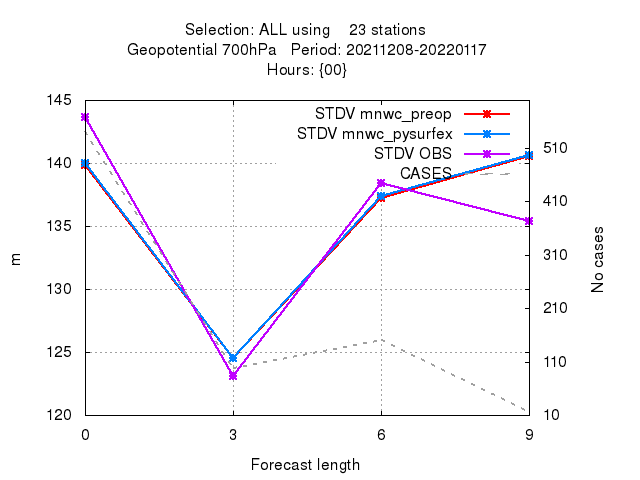 Selection: ALL using    23 stations
Geopotential 700hPa   Period: 20211208-20220117
Hours: {00}
145
140
135
130
125
120
m
STDV mnwc_preop
STDV mnwc_pysurfex
STDV OBS
CASES
510
410
310
210
110
10
No cases
0
3
6
9
Forecast length